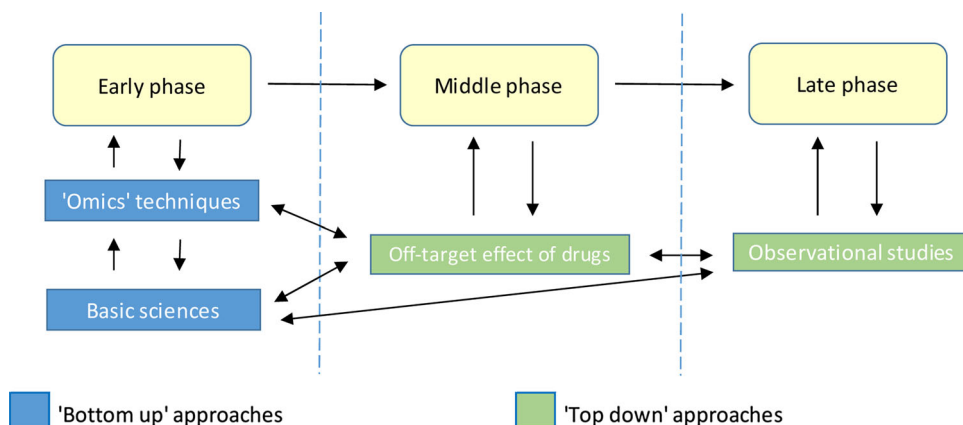 Early phase
Middle phase
Late phase
'Omics' techniques
Off-target effect of drugs
Observational studies
Basic sciences
'Bottom up' approaches
'Top down' approaches